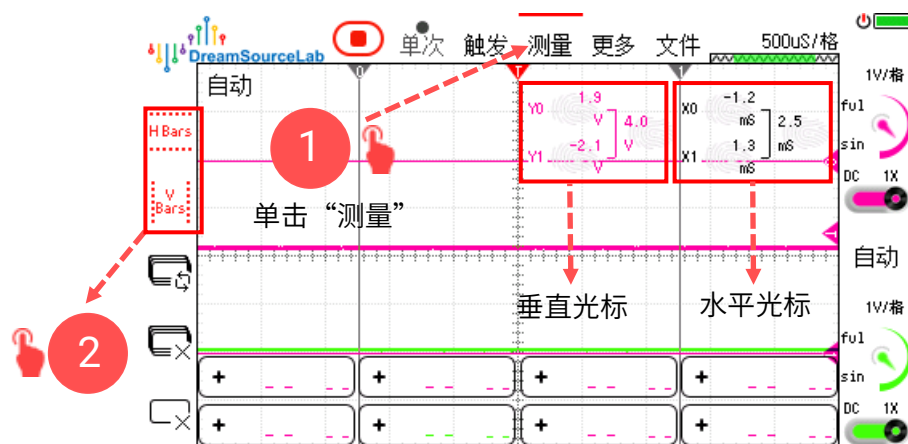 DreamSourceLab
单次 触发 测量 更多 文件
500uS/格
0
T
1
自动
1V/格
ful
sin
DC 1X
H Bars
V
Bars
1
单击“测量”
Y0 1.9
V
4.0
V
Y1 -2.1
V
X0 -1.2
mS
2.5
mS
X1 1.3
mS
垂直光标
水平光标
自动
2
1V/格
ful
sin
DC 1X
+ -- --
+ -- --
+ -- --
+ -- --
+ -- --
+ -- --
+ -- --
+ -- --